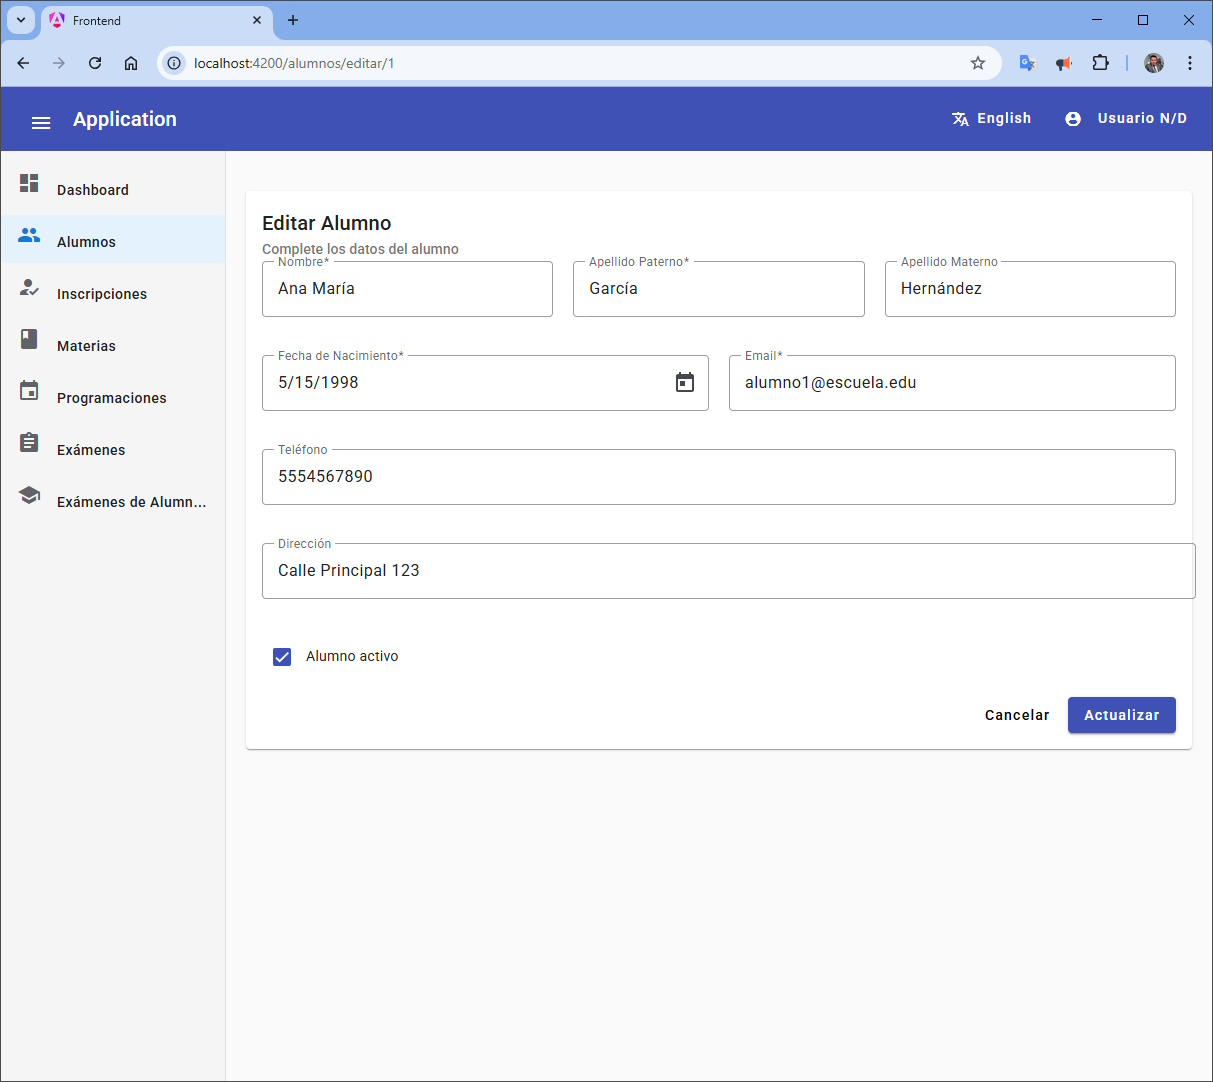 Frontend
localhost:4200/alumnos/editar/1
Application
English
Usuario N/D
Dashboard
Alumnos
Inscripciones
Materias
Programaciones
Exámenes
Exámenes de Alumn...
Editar Alumno
Complete los datos del alumno
Nombre*
Ana María
Apellido Paterno*
García
Apellido Materno
Hernández
Fecha de Nacimiento*
5/15/1998
Email*
alumno1@escuela.edu
Teléfono
5554567890
Dirección
Calle Principal 123
Alumno activo
Cancelar
Actualizar